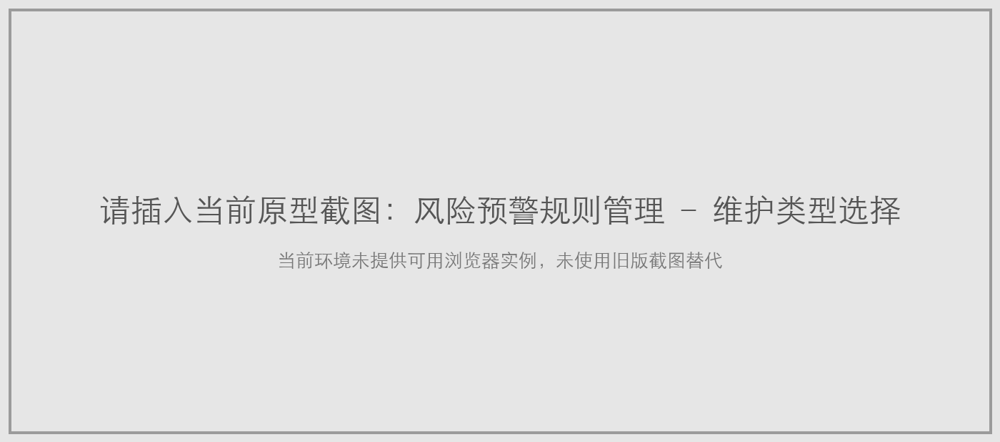 请插入当前原型截图：风险预警规则管理 - 维护类型选择
当前环境未提供可用浏览器实例，未使用旧版截图替代